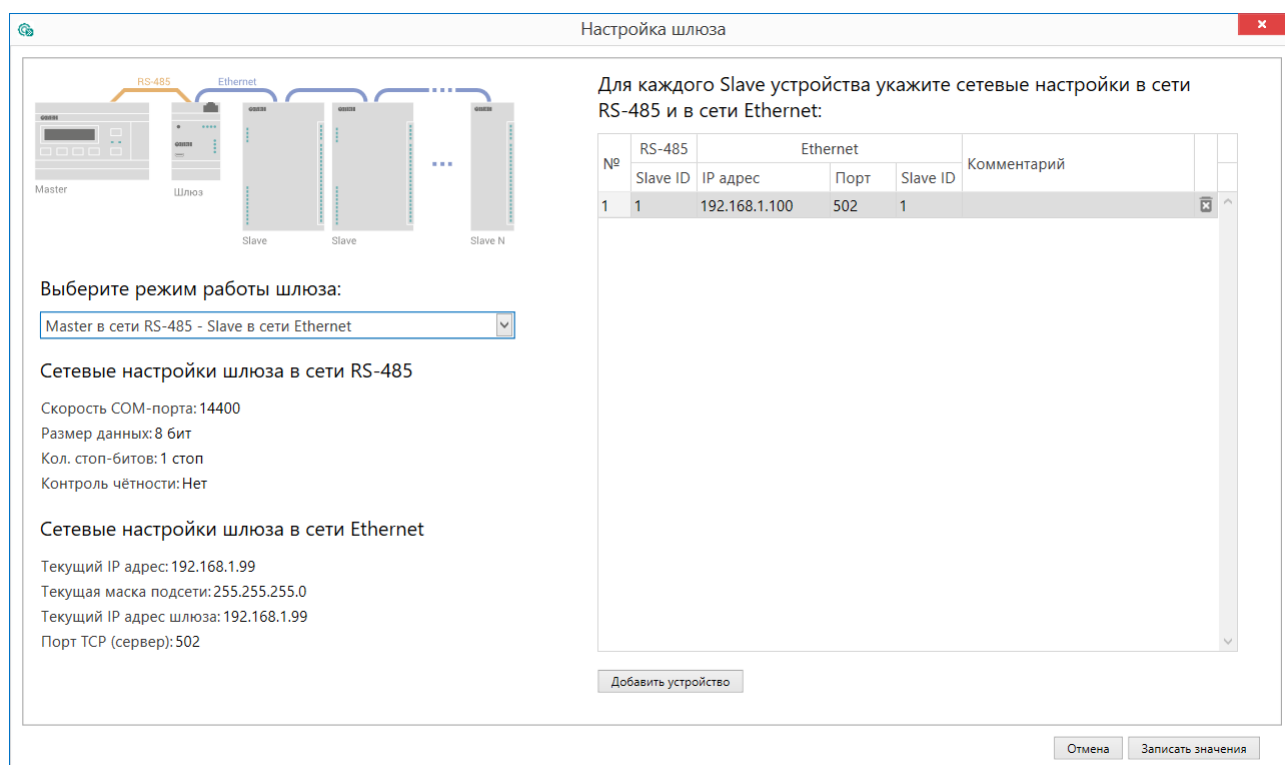 Настройка шлюза
RS-485
Ethernet
Master
Шлюз
Slave
Slave
Slave N
Выберите режим работы шлюза:
Master в сети RS-485 - Slave в сети Ethernet
Сетевые настройки шлюза в сети RS-485
Скорость COM-порта: 14400
Размер данных: 8 бит
Кол. стоп-битов: 1 стоп
Контроль чётности: Нет
Сетевые настройки шлюза в сети Ethernet
Текущий IP адрес: 192.168.1.99
Текущая маска подсети: 255.255.255.0
Текущий IP адрес шлюза: 192.168.1.99
Порт TCP (сервер): 502
Для каждого Slave устройства укажите сетевые настройки в сети
RS-485 и в сети Ethernet:
№ RS-485 Ethernet Комментарий
Slave ID IP адрес Порт Slave ID
1 1 192.168.1.100 502 1
Добавить устройство
Отмена Записать значения